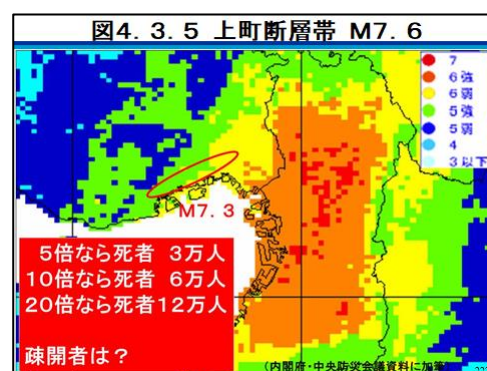 図4.3.5 上町断層帯 M7.6
7
6強
6弱
5強
5弱
4
3以下
M7.3
5倍なら死者 3万人
10倍なら死者 6万人
20倍なら死者12万人
疎開者は?
(内閣府・中央防災会議資料に加筆)